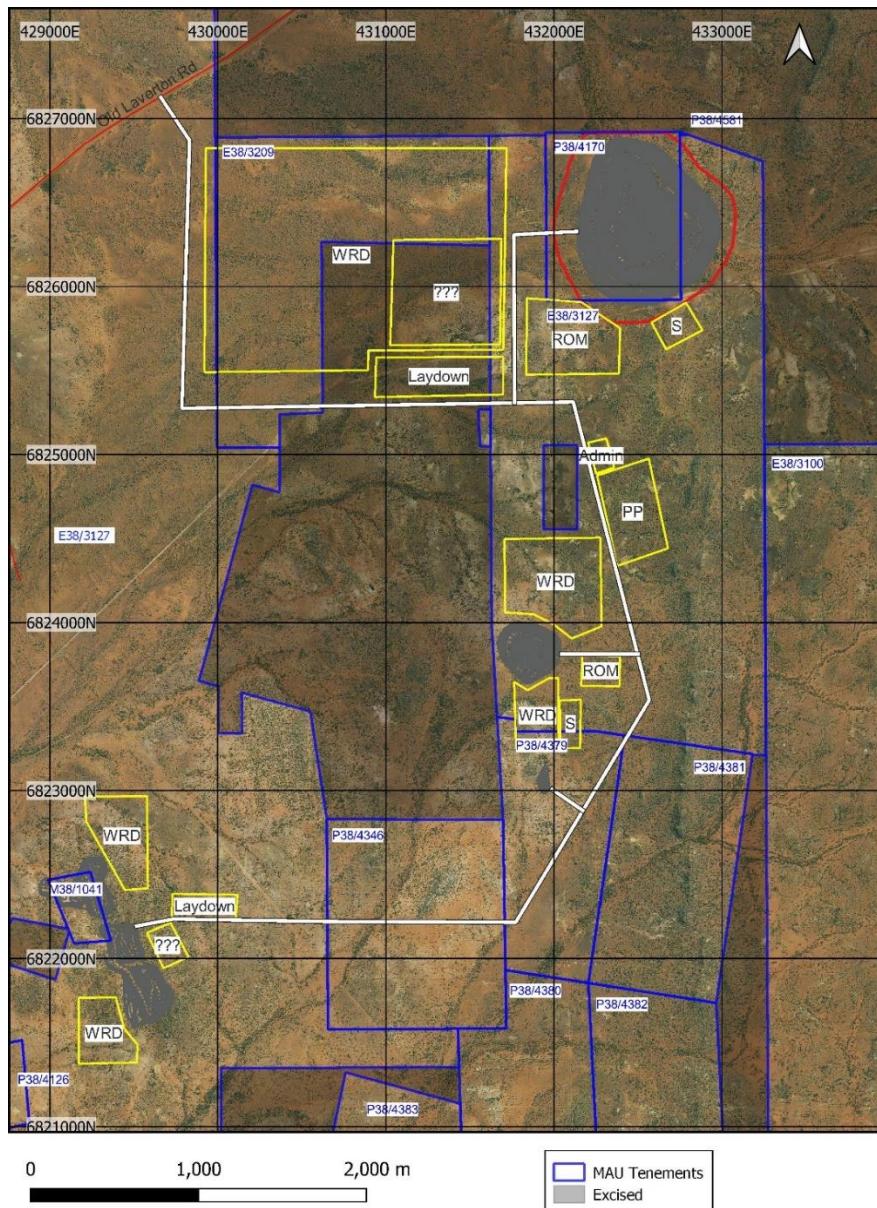 429000E 430000E 431000E 432000E 433000E
Old Laverton Rd
6827000N
P38/4581
E38/3209
P38/4170
WRD
6826000N
???
E38/3127
S
ROM
Laydown
6825000N
Admin
E38/3100
PP
E38/3127
WRD
6824000N
ROM
WRD
S
P38/4379
P38/4381
6823000N
WRD
P38/4346
M38/1041
Laydown
???
6822000N
P38/4380
P38/4382
WRD
P38/4126
P38/4383
6821000N
0 1,000 2,000 m
MAU Tenements
Excised